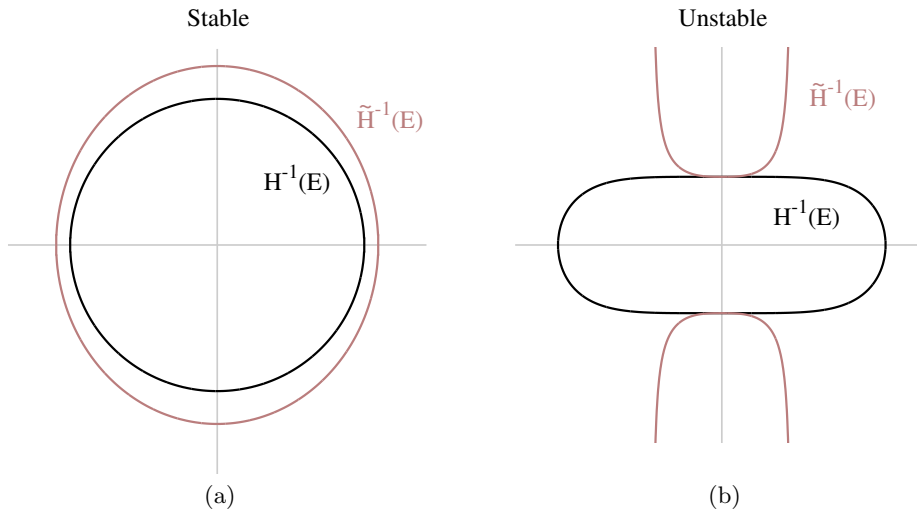 Stable
H̃⁻¹(E)
H⁻¹(E)
(a)
Unstable
H̃⁻¹(E)
H⁻¹(E)
(b)